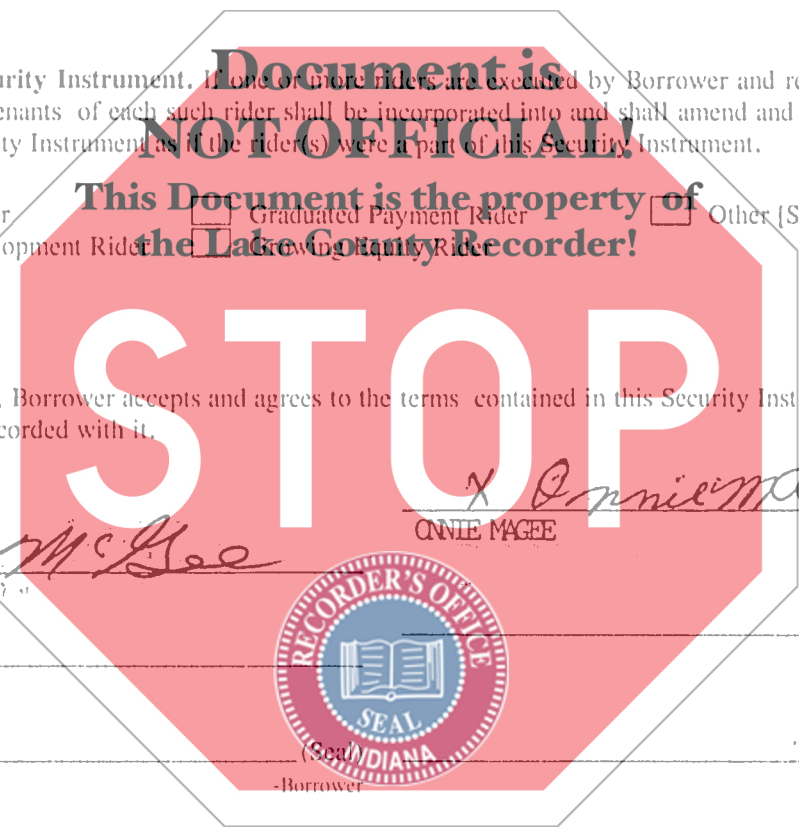 Document is
urity Instrument. If one or more riders are executed by Borrower and re
enants of each such rider shall be incorporated into and shall amend and
NOT OFFICIAL!
ty Instrument as if the rider(s) were a part of this Security Instrument.
This Document is the property of
r Graduated Payment Rider Other [S
the Lake County Recorder!
opment Rider Growing Equity Rider
STOP
, Borrower accepts and agrees to the terms contained in this Security Inst
corded with it.
X Onnie Ma
ONNIE MAGEE
McGee
RECORDER'S OFFICE
SEAL
INDIANA
(Seal)
-Borrower